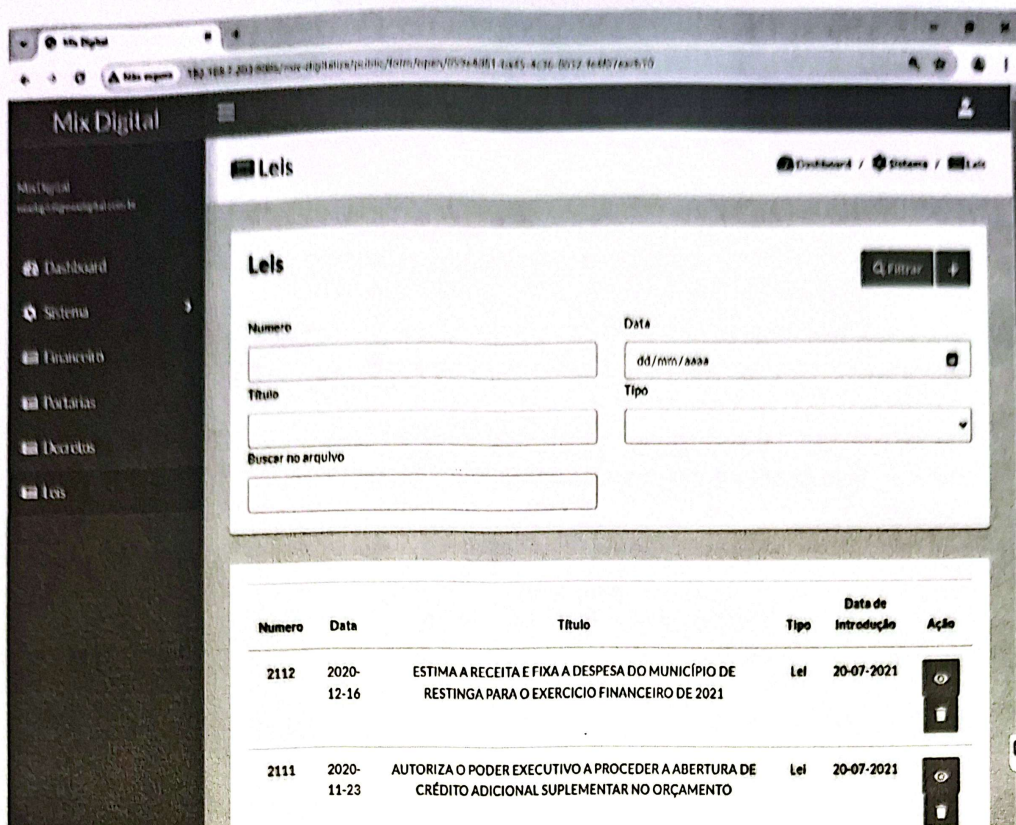 Mix Digital
Não seguro
Mix Digital
Leis
Dashboard / Sistema / Leis
MixDigital
Dashboard
Sistema
Financeiro
Portarias
Decretos
Leis
Leis
Filtrar +
Numero
Data
dd/mm/aaaa
Título
Tipo
Buscar no arquivo
Numero Data Título Tipo Data de Introdução Ação
2112 2020-12-16 ESTIMA A RECEITA E FIXA A DESPESA DO MUNICÍPIO DE Lei 20-07-2021
RESTINGA PARA O EXERCICIO FINANCEIRO DE 2021
2111 2020-11-23 AUTORIZA O PODER EXECUTIVO A PROCEDER A ABERTURA DE Lei 20-07-2021
CRÉDITO ADICIONAL SUPLEMENTAR NO ORÇAMENTO